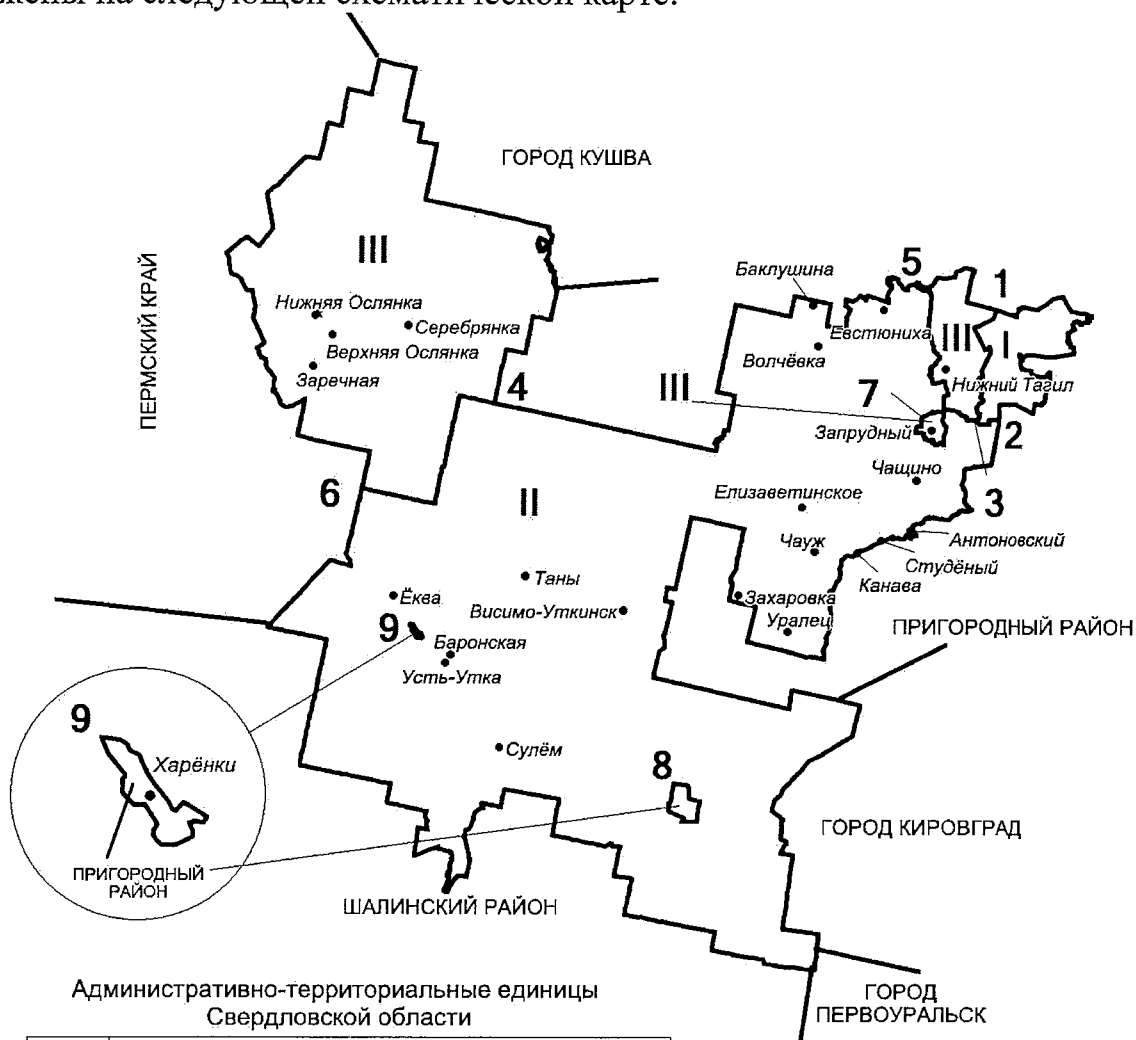 жены на следующей схематической карте:
ГОРОД КУШВА
ПЕРМСКИЙ КРАЙ
III
Нижняя Ослянка
Серебрянка
Верхняя Ослянка
Заречная
Баклушина
5
1
Евстюниха
Волчёвка
III
I
Нижний Тагил
4
III
7
Запрудный
2
Чащино
3
6
II
Елизаветинское
Антоновский
Чауж
Студёный
Канава
Таны
Ёква
Висимо-Уткинск
Захаровка
Уралец
ПРИГОРОДНЫЙ РАЙОН
9
Баронская
Усть-Утка
9
Харёнки
Сулём
8
ПРИГОРОДНЫЙ
РАЙОН
ГОРОД КИРОВГРАД
ШАЛИНСКИЙ РАЙОН
Административно-территориальные единицы
Свердловской области
ГОРОД
ПЕРВОУРАЛЬСК